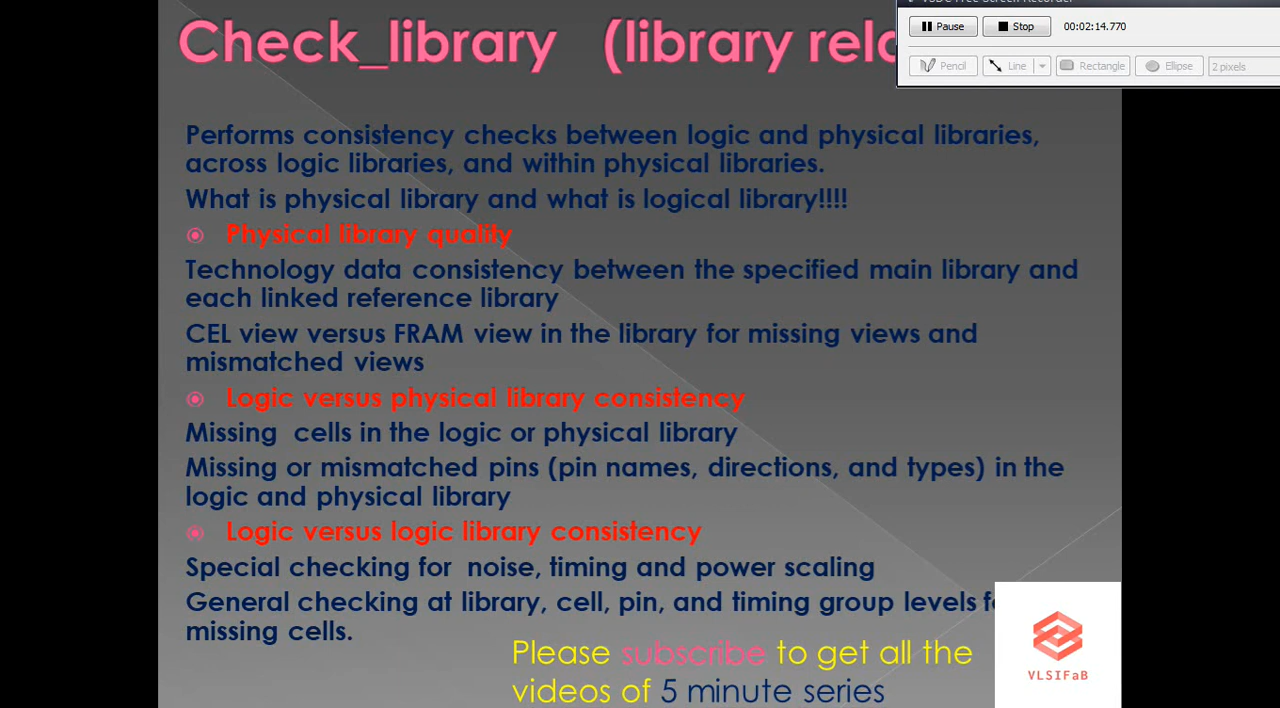 Check_library (library rela
Pause Stop 00:02:14.770
Pencil Line Rectangle Ellipse 2 pixels
Performs consistency checks between logic and physical libraries,
across logic libraries, and within physical libraries.
What is physical library and what is logical library!!!!
Physical library quality
Technology data consistency between the specified main library and
each linked reference library
CEL view versus FRAM view in the library for missing views and
mismatched views
Logic versus physical library consistency
Missing cells in the logic or physical library
Missing or mismatched pins (pin names, directions, and types) in the
logic and physical library
Logic versus logic library consistency
Special checking for noise, timing and power scaling
General checking at library, cell, pin, and timing group levels
missing cells.
Please subscribe to get all the
videos of 5 minute series
VLSIFaB